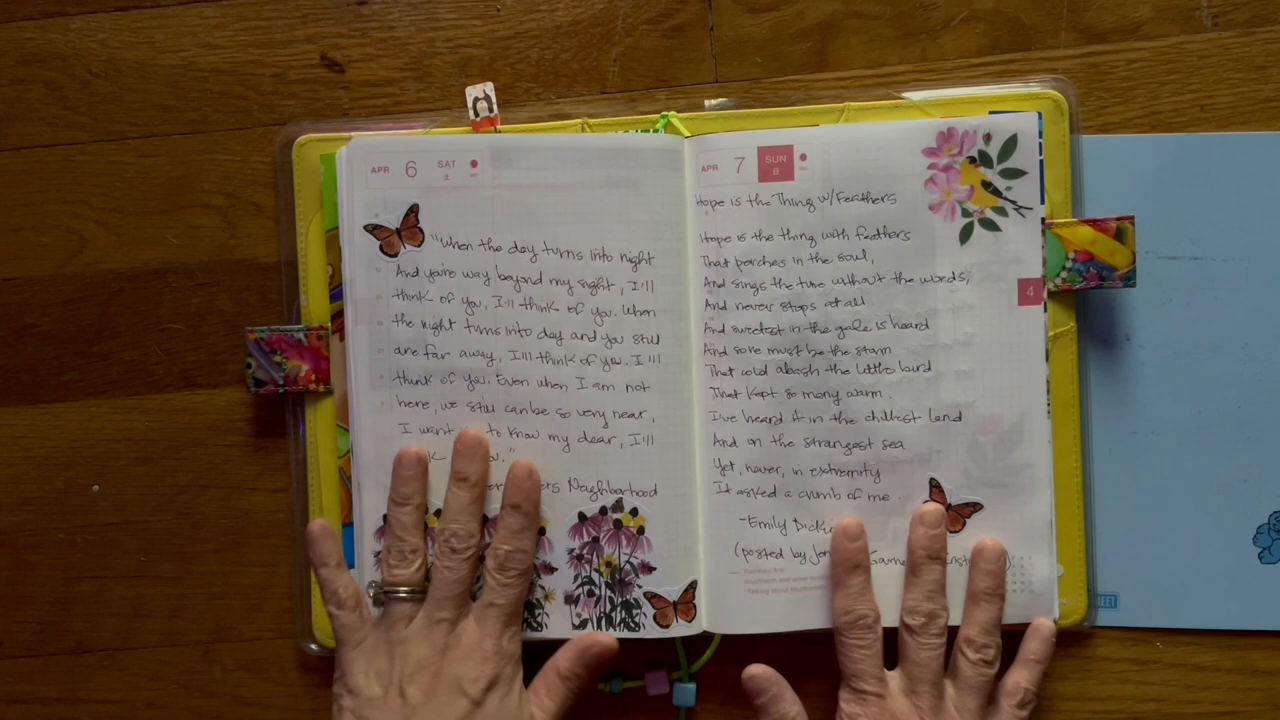 APR 6 SAT 土
"When the day turns into night
And you're way beyond my sight, I'll
think of you, I'll think of you. When
the night turns into day and you still
are far away, I'll think of you. I'll
think of you. Even when I am not
here, we still can be so very near,
I want to know my dear, I'll
Neighborhood
APR 7 SUN 日
Hope is the Thing w/Feathers
Hope is the thing with feathers
That perches in the soul,
And sings the tune without the words,
And never stops at all
And sweetest in the gale is heard
And sore must be the storm
That cold abash the little bird
That kept so many warm.
I've heard it in the chillest land
And on the strangest sea
Yet, never, in extremity
It asked a crumb of me.
-Emily
(posted by
4